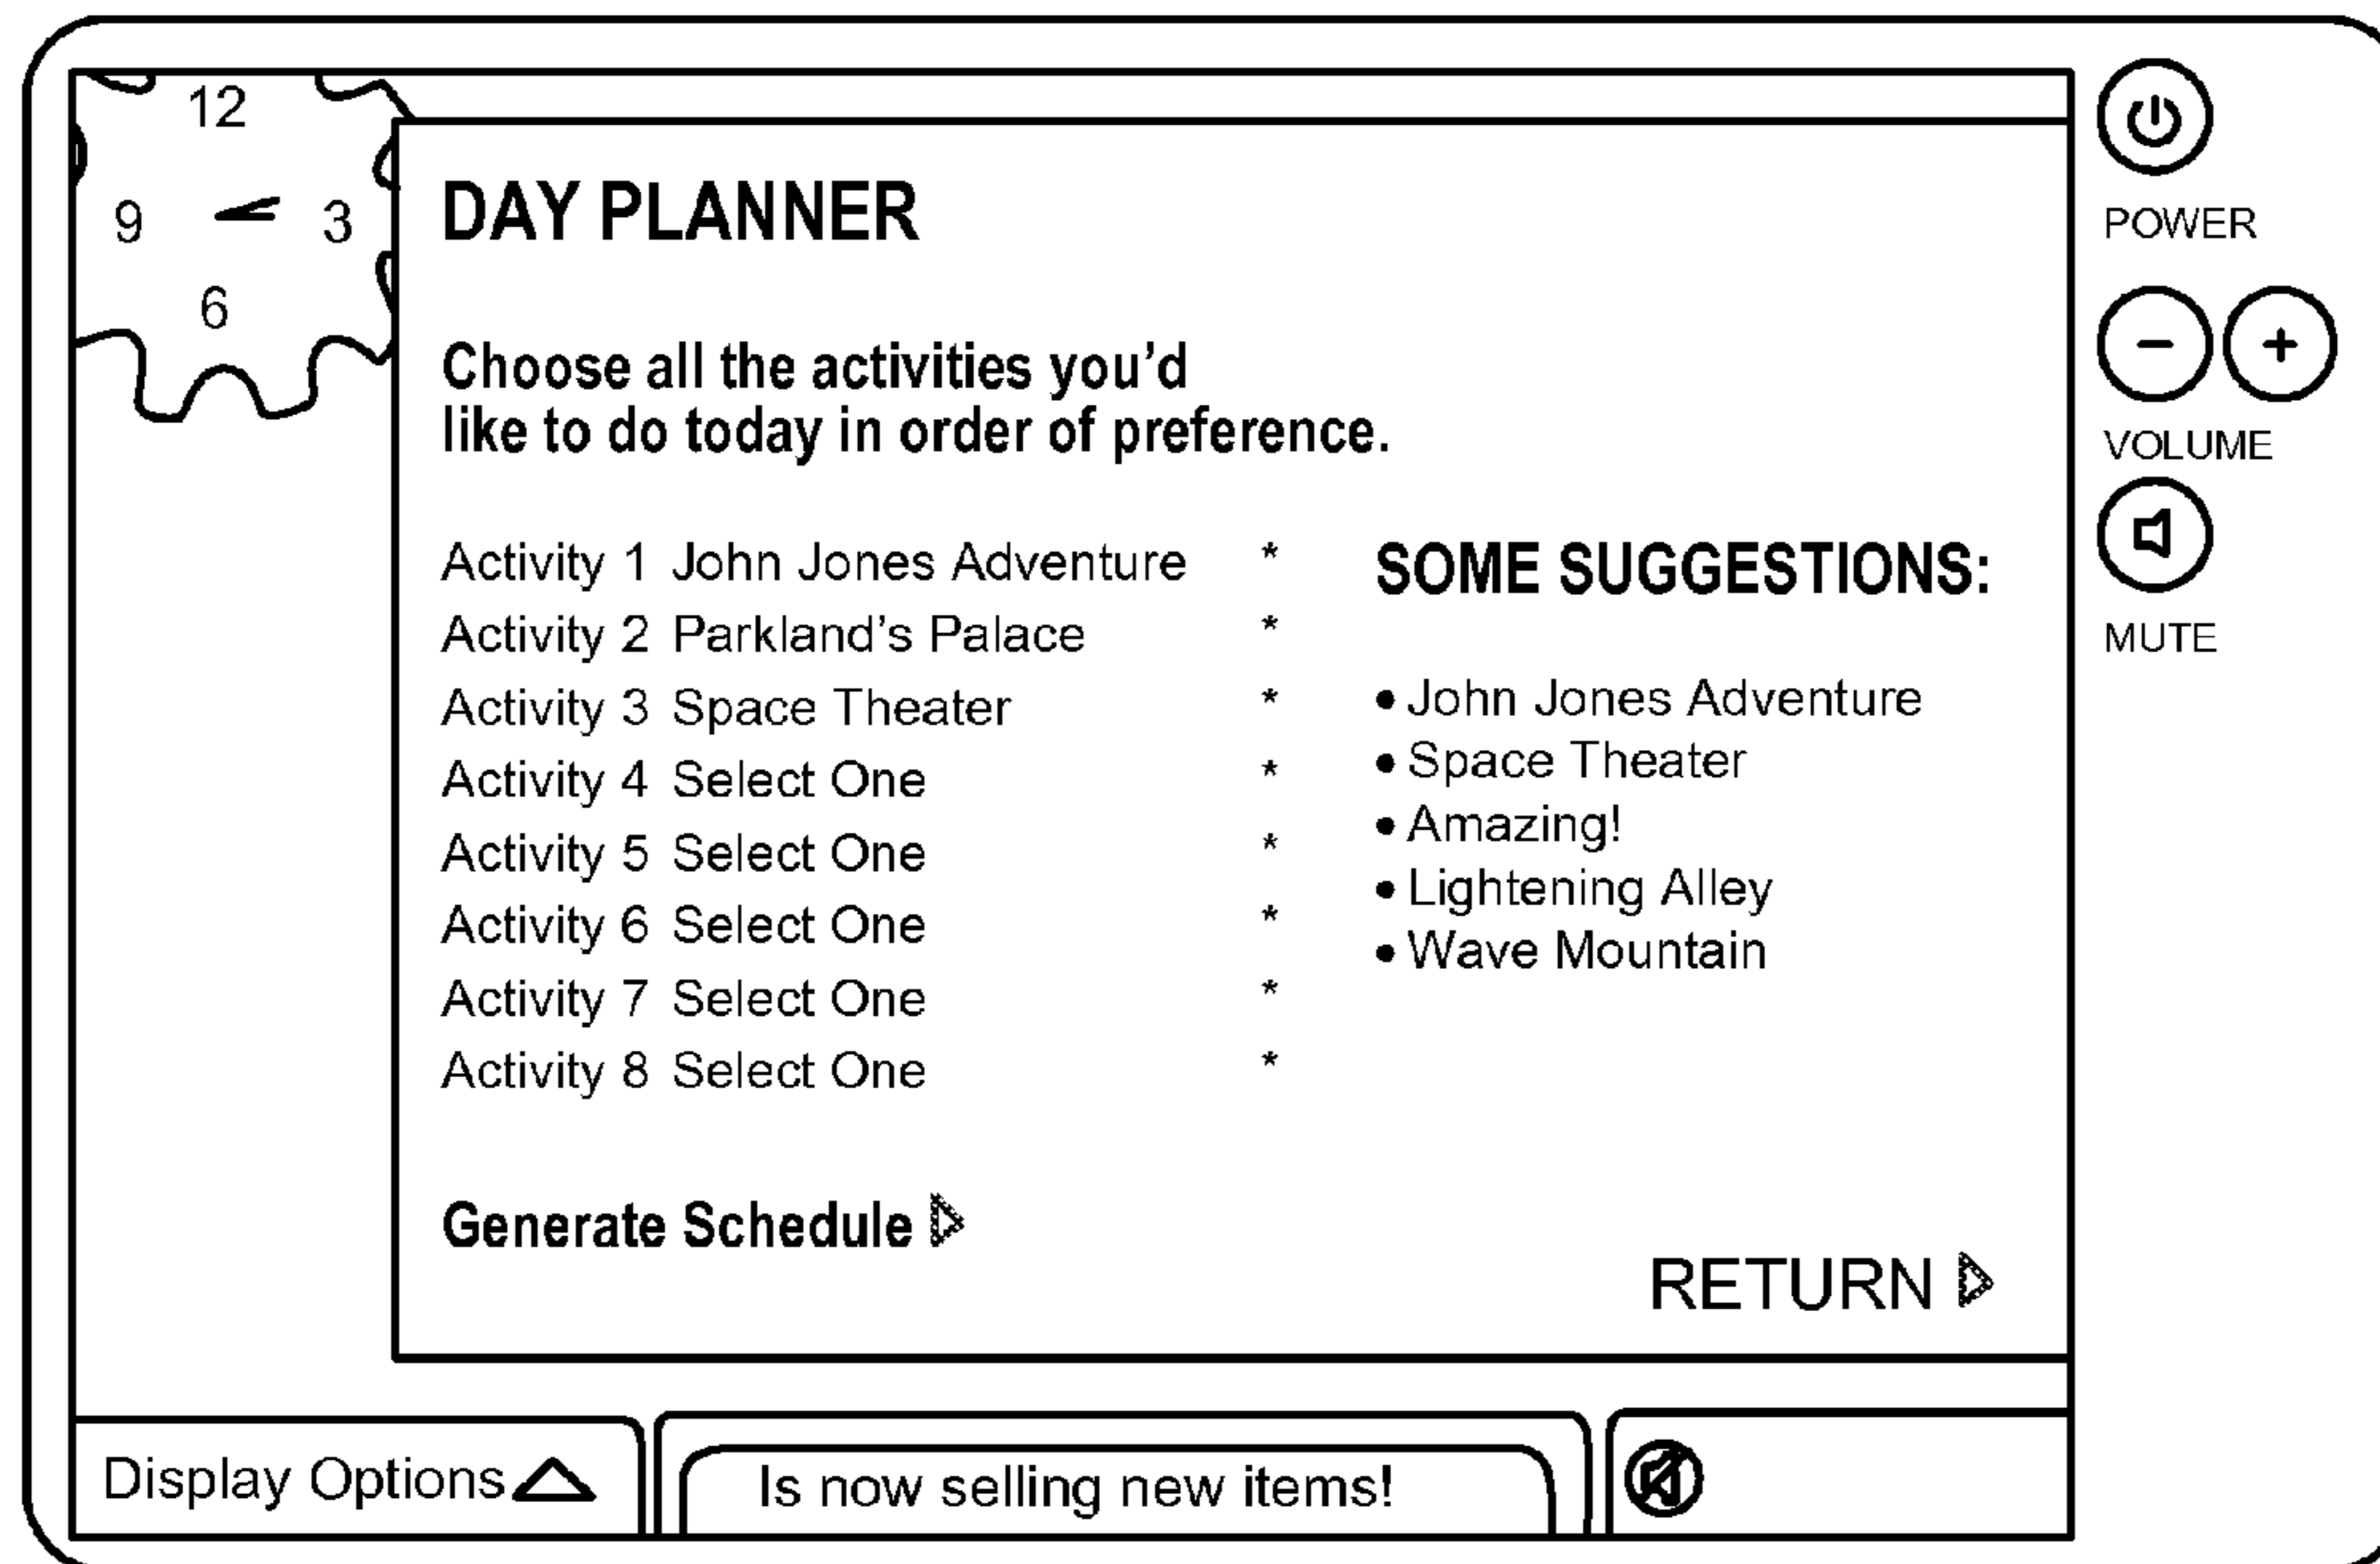 12
9 3
6
DAY PLANNER
Choose all the activities you'd
like to do today in order of preference.
Activity 1 John Jones Adventure *
Activity 2 Parkland's Palace *
Activity 3 Space Theater *
Activity 4 Select One *
Activity 5 Select One *
Activity 6 Select One *
Activity 7 Select One *
Activity 8 Select One *
SOME SUGGESTIONS:
• John Jones Adventure
• Space Theater
• Amazing!
• Lightening Alley
• Wave Mountain
Generate Schedule
RETURN
Display Options
Is now selling new items!
POWER
− +
VOLUME
MUTE